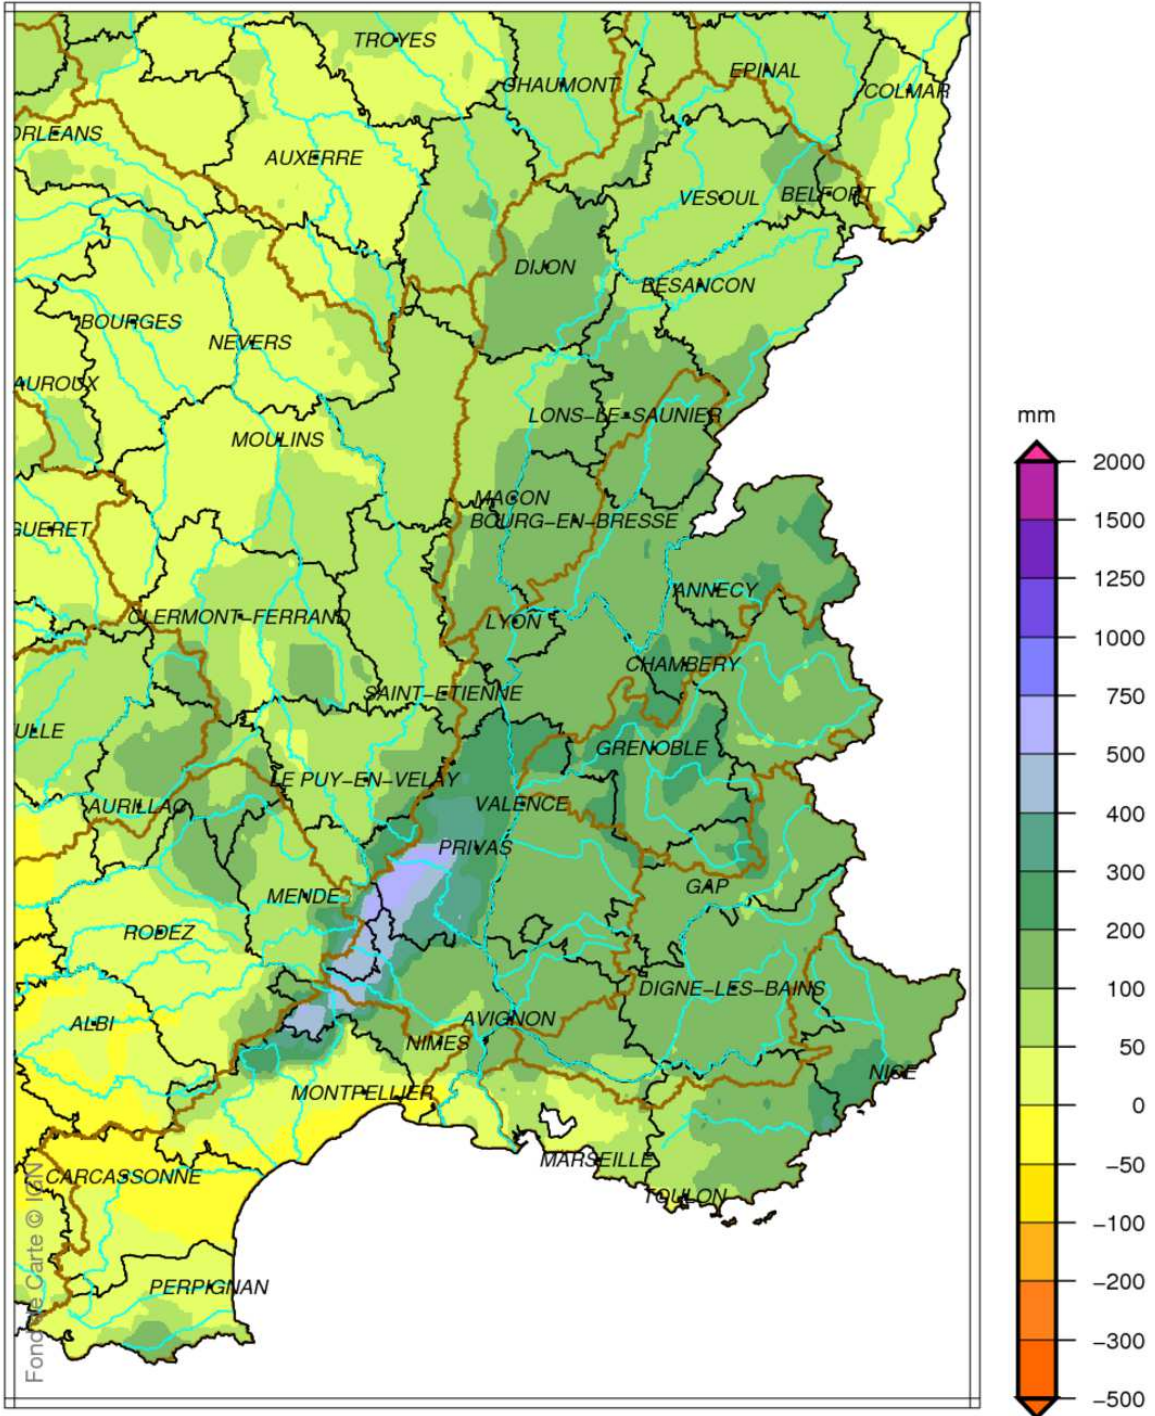 TROYES
EPINAL
CHAUMONT
COLMAR
ORLEANS
AUXERRE
VESOUL
BELFORT
DIJON
BESANCON
BOURGES
NEVERS
AUROUX
LONS-LE-SAUNIER
mm
MOULINS
2000
MACON
BOURG-EN-BRESSE
1500
GUERET
1250
ANNECY
CLERMONT-FERRAND
LYON
1000
CHAMBERY
SAINT-ETIENNE
750
ULLE
GRENOBLE
500
LE PUY-EN-VELAY
AURILLAC
VALENCE
400
PRIVAS
300
GAP
MENDE
RODEZ
200
DIGNE-LES-BAINS
100
ALBI
AVIGNON
NIMES
50
NICE
MONTPELLIER
0
MARSEILLE
-50
CARCASSONNE
TOULON
-100
PERPIGNAN
-200
-300
-500
Fond de Carte © IGN